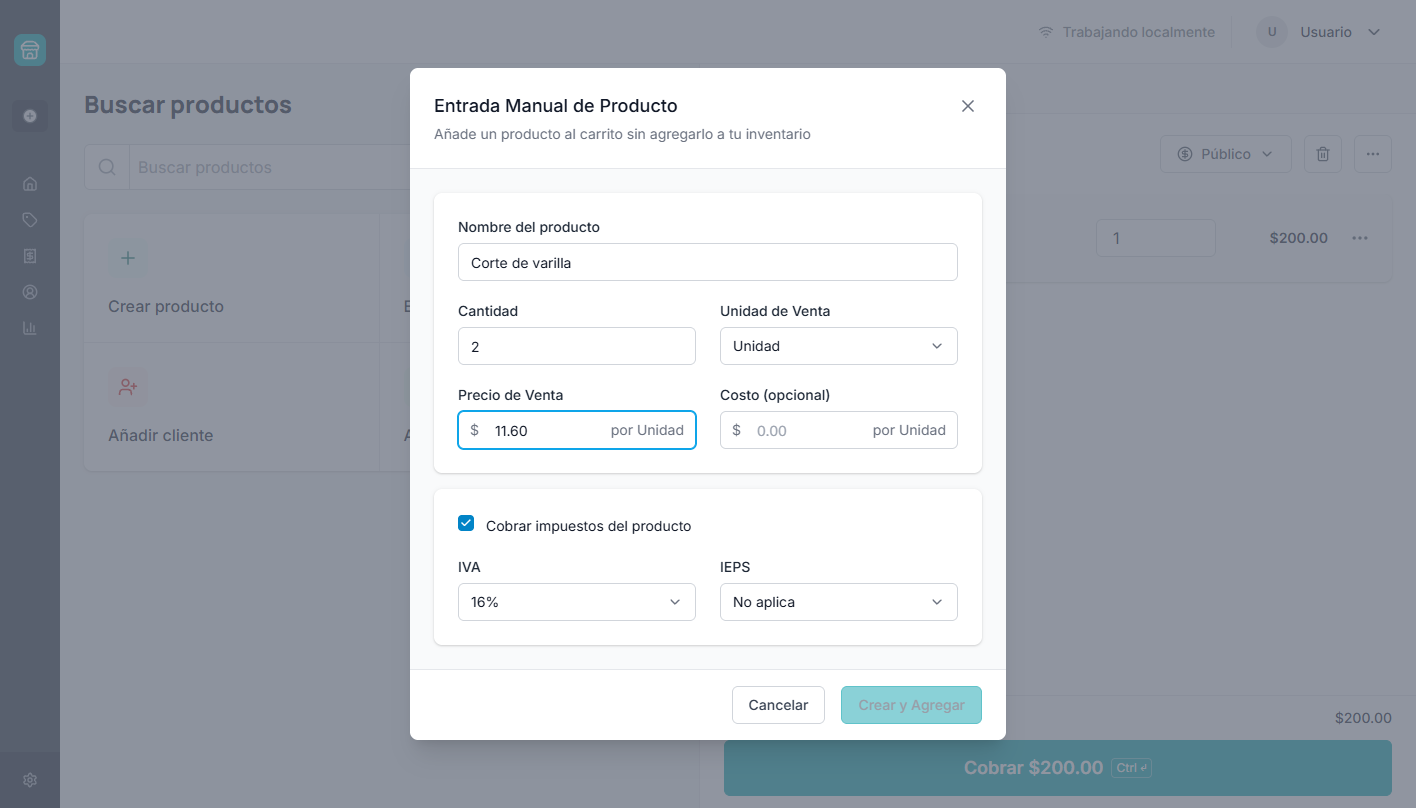 Trabajando localmente
U
Usuario
Buscar productos
Buscar productos
Crear producto
Añadir cliente
Público
1
$200.00
Entrada Manual de Producto
Añade un producto al carrito sin agregarlo a tu inventario
Nombre del producto
Corte de varilla
Cantidad
Unidad de Venta
2
Unidad
Precio de Venta
Costo (opcional)
$ 11.60 por Unidad
$ 0.00 por Unidad
Cobrar impuestos del producto
IVA
IEPS
16%
No aplica
Cancelar
Crear y Agregar
$200.00
Cobrar $200.00 Ctrl ↵